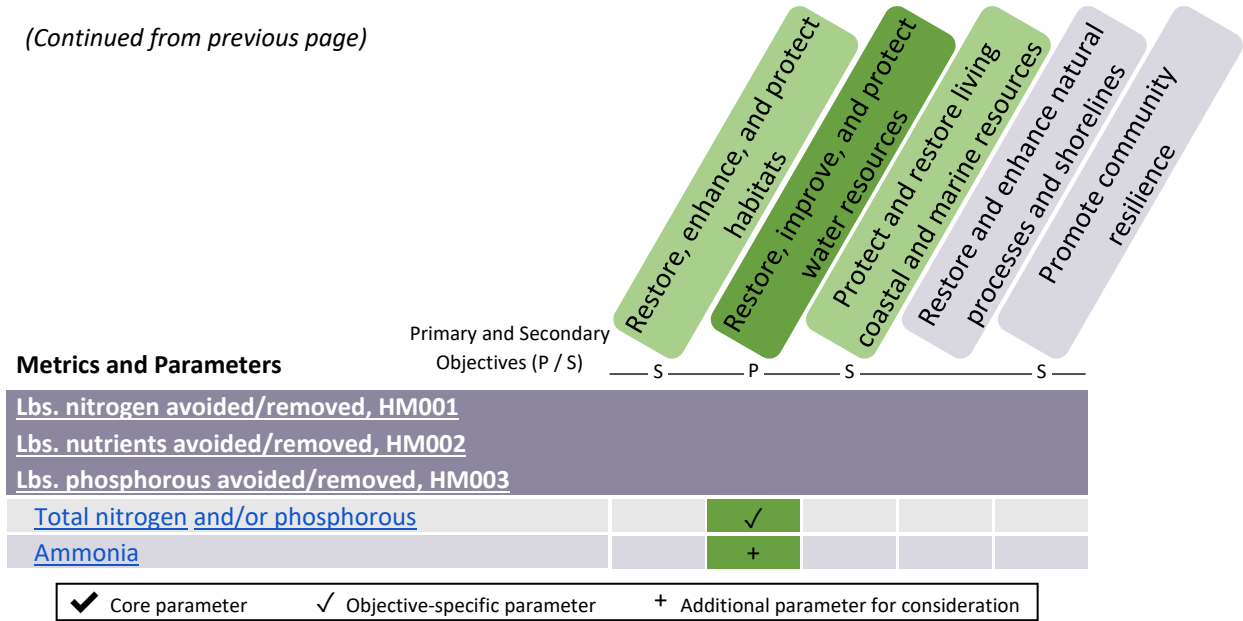 (Continued from previous page)
Restore, enhance, and protect
habitats
Restore, improve, and protect
water resources
Protect and restore living
coastal and marine resources
Restore and enhance natural
processes and shorelines
Promote community
resilience
Primary and Secondary
Objectives (P / S)
Metrics and Parameters
S P S S
Lbs. nitrogen avoided/removed, HM001
Lbs. nutrients avoided/removed, HM002
Lbs. phosphorous avoided/removed, HM003
Total nitrogen and/or phosphorous ✓
Ammonia +
✔ Core parameter ✓ Objective-specific parameter + Additional parameter for consideration